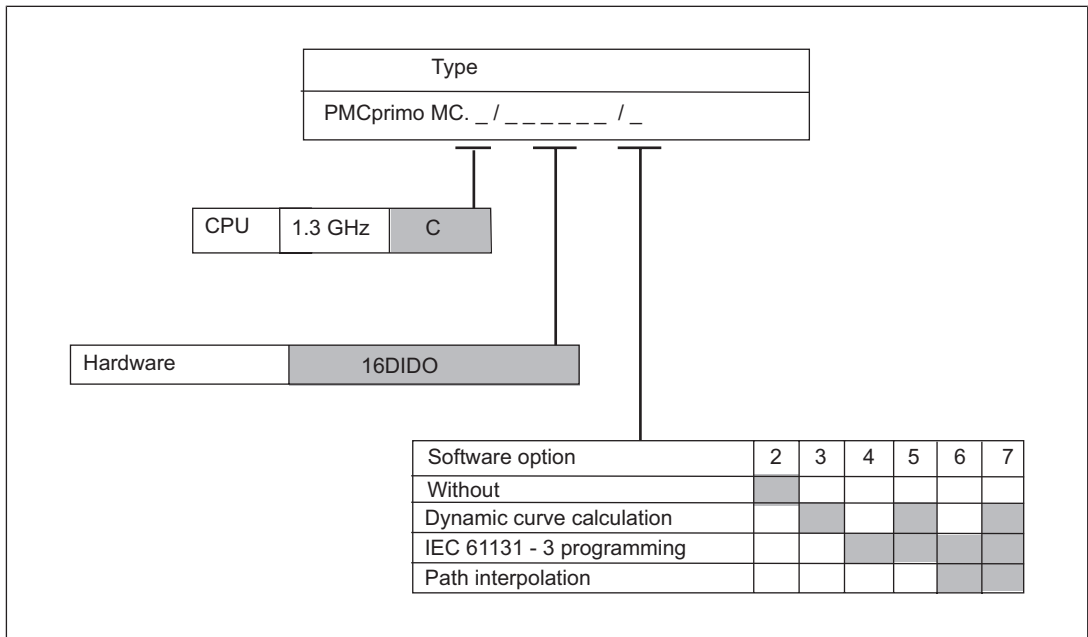 Type
PMCprimo MC. _ / _ _ _ _ _ _ / _
CPU 1.3 GHz C
Hardware 16DIDO
Software option 2 3 4 5 6 7
Without
Dynamic curve calculation
IEC 61131 - 3 programming
Path interpolation